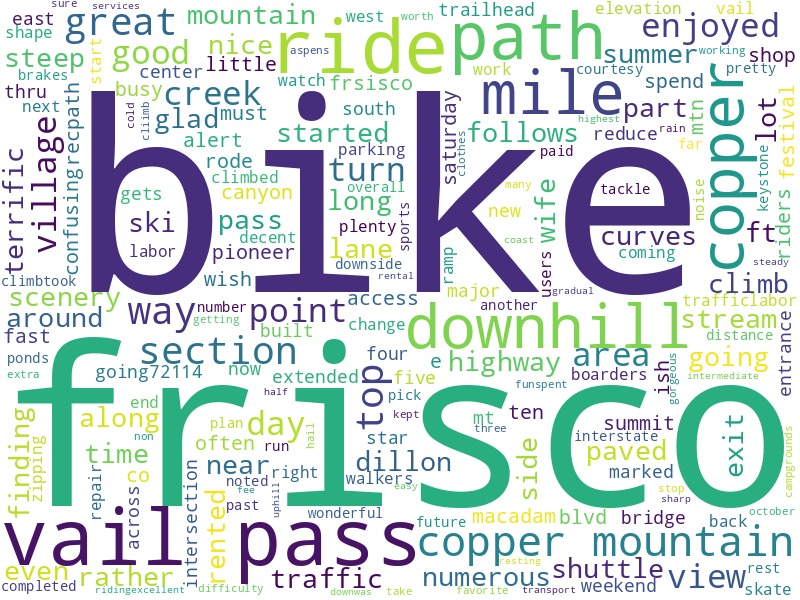 bike
frisco
vail pass
ride
path
mile
copper
downhill
copper mountain
great
mountain
trailhead
elevation
vail
sure
services
west
worth
aspens
working
east
shape
steep
good
nice
little
center
busy
start
brakes
thru
next
creek
frsisco
watch
work
courtesy
pretty
enjoyed
summer
shop
spend
part
lot
mtn
reduce
rain
highest
far
festival
riders
keystone
noise
village
terrific
confusing
recpath
glad
must
south
started
alert
rode
climbed
canyon
parking
overall
turn
follows
saturday
clothes
paid
many
new
wife
tackle
curves
ft
coming
users
cold
cliimb
gets
ski
pass
labor
pioneer
decent
long
plenty
lane
sports
downside
ramp
coast
rental
gradual
steady
climbtook
scenery
wish
access
major
another
climb
trafficlabor
entrance
distance
stream
around
way
number
getting
point
built
change
fast
ponds
extra
section
going72114
now
extended
four
five
e
highway
area
boarders
ish
gorgeous
going
intermediate
top
pick
kept
mt
ten
three
funspent
along
end
non
day
plan
half
star
side
summit
interstate
exit
campgrounds
finding
zipping
time
often
run
hail
near
dillon
paved
marked
stop
sharp
co
repair
across
intersection
rented
noted
fee
past
uphill
right
walkers
wonderful
easy
future
macadam
resting
blvd
bridge
back
october
even
rather
traffic
numerous
shuttle
weekend
view
rest
skate
completed
ridingexcellent
difficulty
downwas
take
favorite
transport